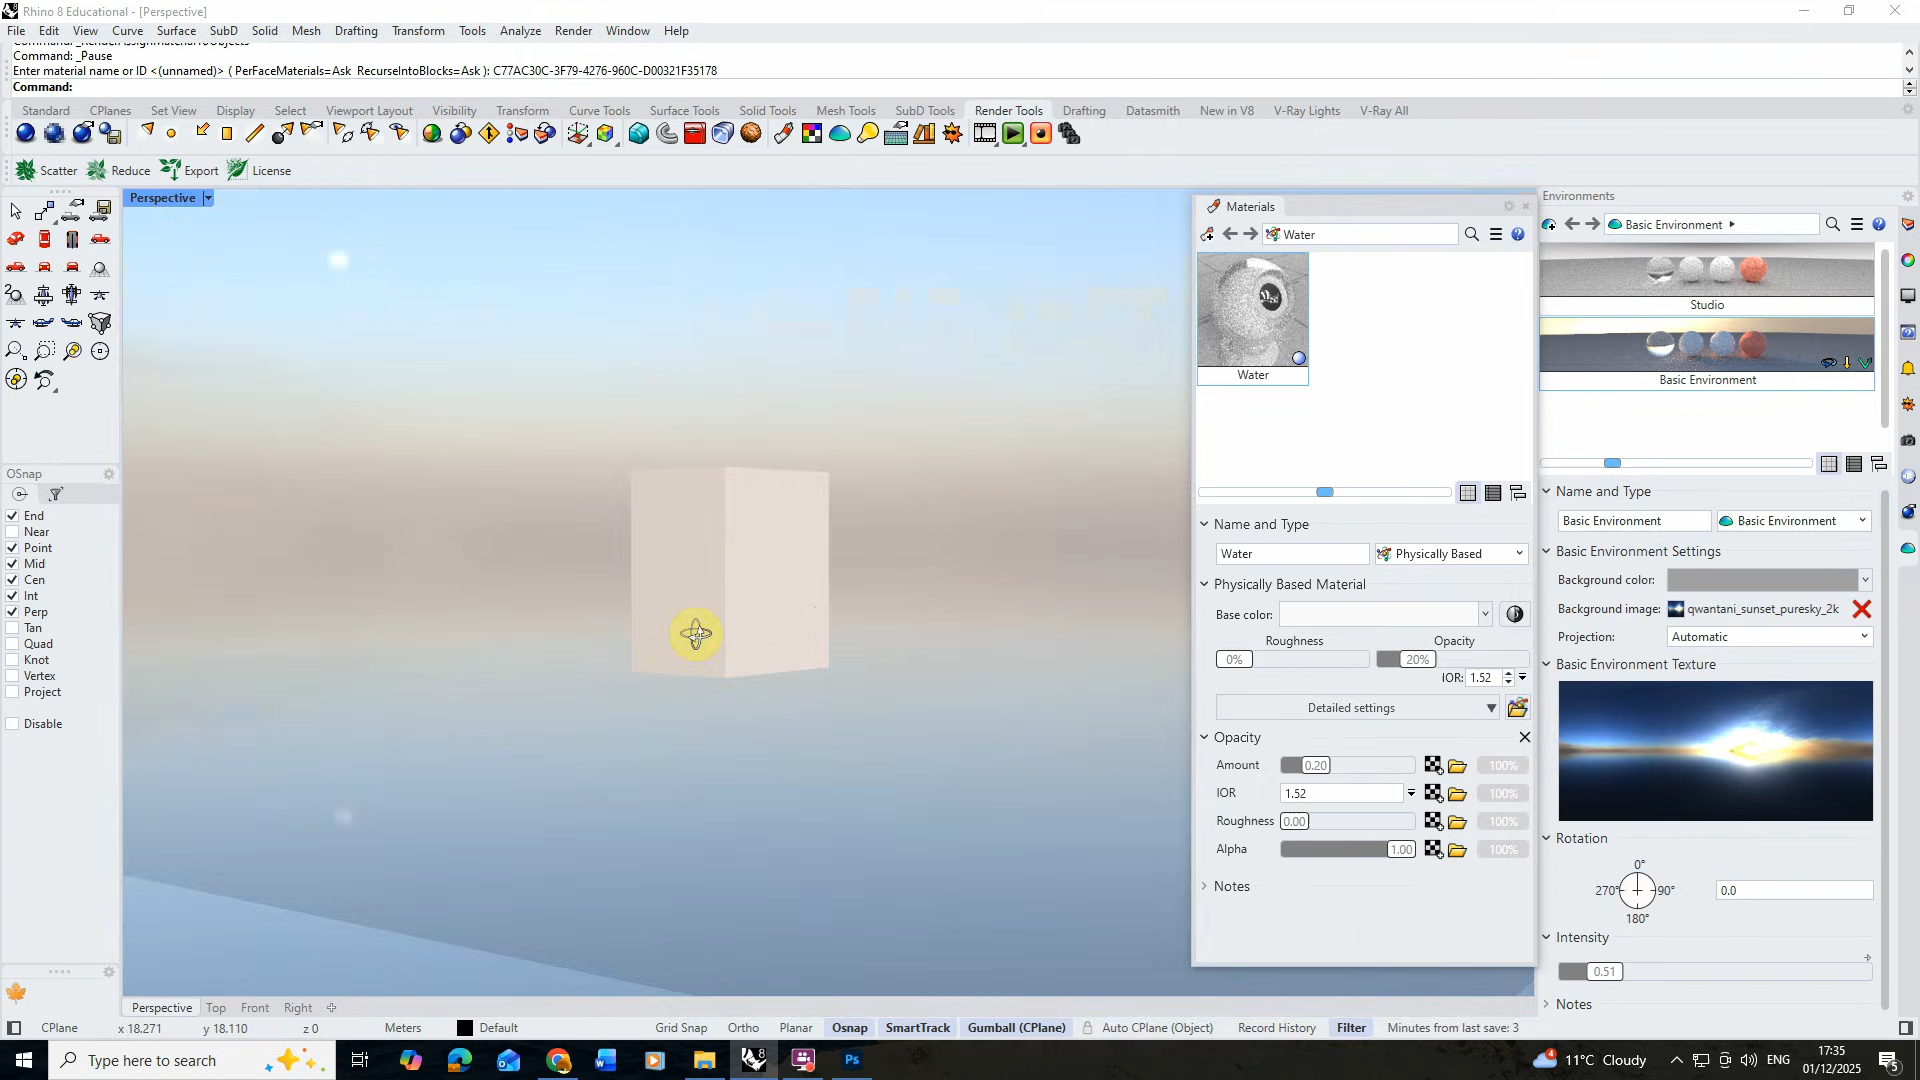 Rhino 8 Educational - [Perspective]
File Edit View Curve Surface SubD Solid Mesh Drafting Transform Tools Analyze Render Window Help
Command: _Pause
Enter material name or ID <(unnamed)> ( PerFaceMaterials=Ask RecurseIntoBlocks=Ask ): C77AC30C-3F79-4276-960C-D00321F35178
Command:
Standard CPlanes Set View Display Select Viewport Layout Visibility Transform Curve Tools Surface Tools Solid Tools Mesh Tools SubD Tools Render Tools Drafting Datasmith New in V8 V-Ray Lights V-Ray All
Scatter Reduce Export License
Perspective
Materials
Water
Water
Name and Type
Water Physically Based
Physically Based Material
Base color:
Roughness Opacity
0% 20%
IOR: 1.52
Detailed settings
Opacity
Amount 0.20 100%
IOR 1.52 100%
Roughness 0.00 100%
Alpha 1.00 100%
Notes
Environments
Basic Environment
Studio
Basic Environment
Name and Type
Basic Environment Basic Environment
Basic Environment Settings
Background color:
Background image: qwantani_sunset_puresky_2k
Projection: Automatic
Basic Environment Texture
Rotation
0°
270° 90° 0.0
180°
Intensity
0.51
Notes
OSnap
End
Near
Point
Mid
Cen
Int
Perp
Tan
Quad
Knot
Vertex
Project
Disable
Perspective Top Front Right
CPlane x 18.271 y 18.110 z 0 Meters Default Grid Snap Ortho Planar Osnap SmartTrack Gumball (CPlane) Auto CPlane (Object) Record History Filter Minutes from last save: 3
Type here to search
11°C Cloudy
ENG
17:35
01/12/2025
5